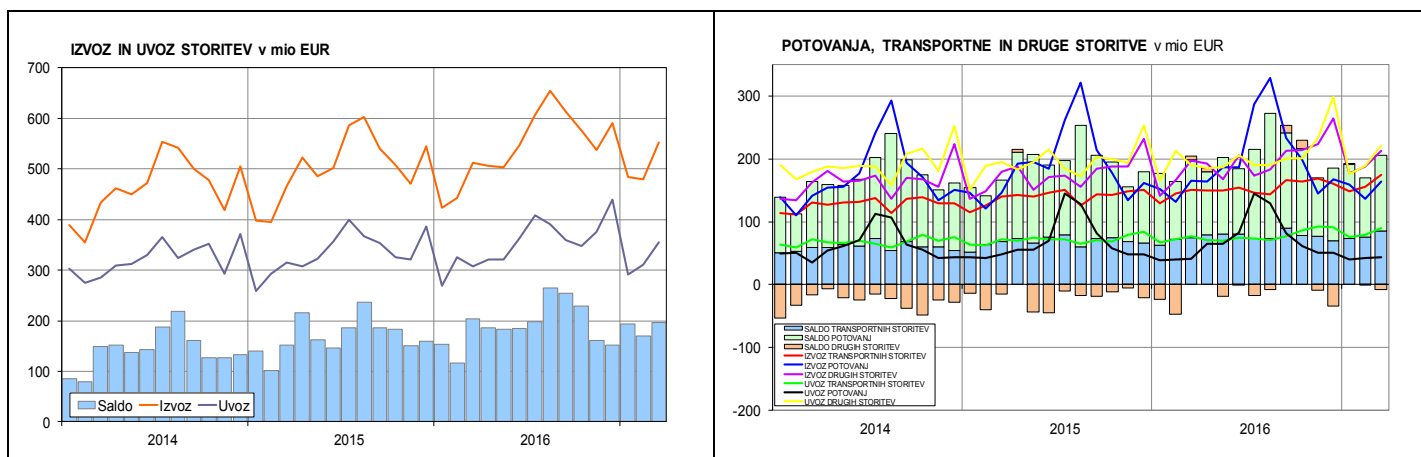 IZVOZ IN UVOZ STORITEV v mio EUR
700
600
500
400
300
200
100
0
Saldo Izvoz Uvoz
2014 2015 2016
POTOVANJA, TRANSPORTNE IN DRUGE STORITVE v mio EUR
300
200
100
0
-100
-200
SALDO TRANSPORTNIH STORITEV
SALDO POTOVANJ
SALDO DRUGIH STORITEV
IZVOZ TRANSPORTNIH STORITEV
IZVOZ POTOVANJ
IZVOZ DRUGIH STORITEV
UVOZ TRANSPORTNIH STORITEV
UVOZ POTOVANJ
UVOZ DRUGIH STORITEV
2014 2015 2016